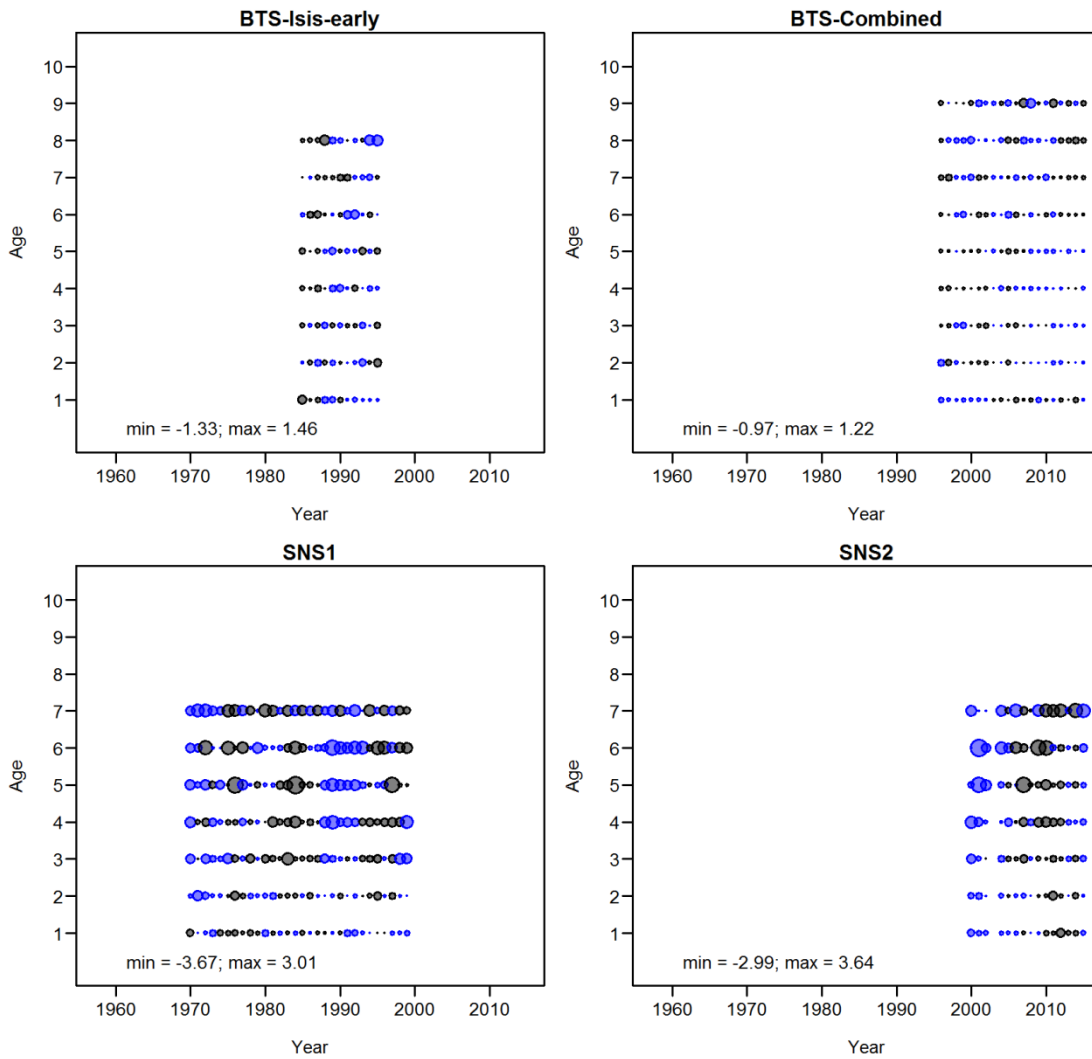 BTS-Isis-early
10
9
8
7
6
5
4
3
2
1
Age
min = -1.33; max = 1.46
1960 1970 1980 1990 2000 2010
Year
BTS-Combined
10
9
8
7
6
5
4
3
2
1
Age
min = -0.97; max = 1.22
1960 1970 1980 1990 2000 2010
Year
SNS1
10
9
8
7
6
5
4
3
2
1
Age
min = -3.67; max = 3.01
1960 1970 1980 1990 2000 2010
Year
SNS2
10
9
8
7
6
5
4
3
2
1
Age
min = -2.99; max = 3.64
1960 1970 1980 1990 2000 2010
Year